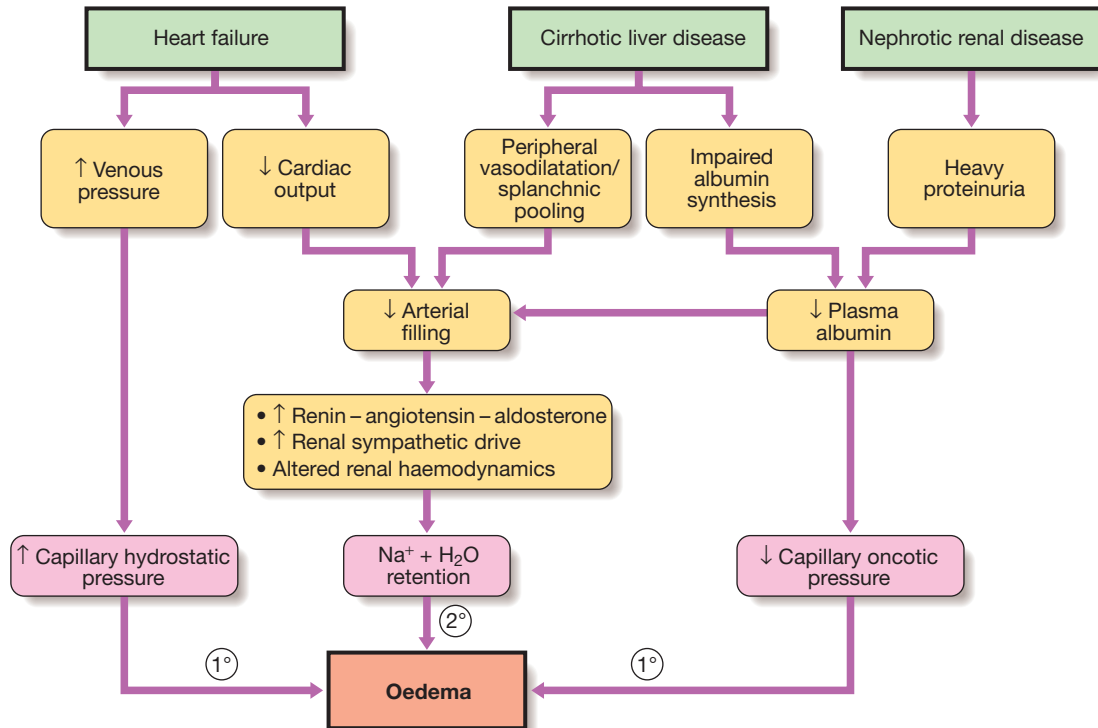 Heart failure
Cirrhotic liver disease
Nephrotic renal disease
↑ Venous
pressure
↓ Cardiac
output
Peripheral
vasodilatation/
splanchnic
pooling
Impaired
albumin
synthesis
Heavy
proteinuria
↓ Arterial
filling
↓ Plasma
albumin
• ↑ Renin – angiotensin – aldosterone
• ↑ Renal sympathetic drive
• Altered renal haemodynamics
↑ Capillary hydrostatic
pressure
Na⁺ + H₂O
retention
↓ Capillary oncotic
pressure
1°
2°
1°
Oedema